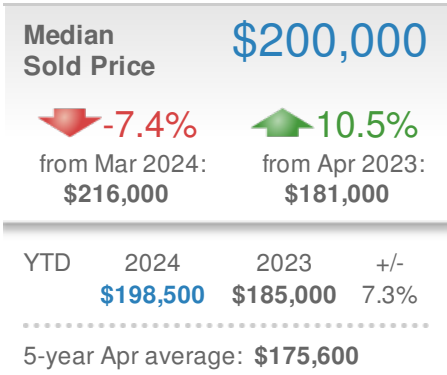 Median $200,000
Sold Price
-7.4% 10.5%
from Mar 2024: from Apr 2023:
$216,000 $181,000
YTD 2024 2023 +/-
$198,500 $185,000 7.3%
5-year Apr average: $175,600